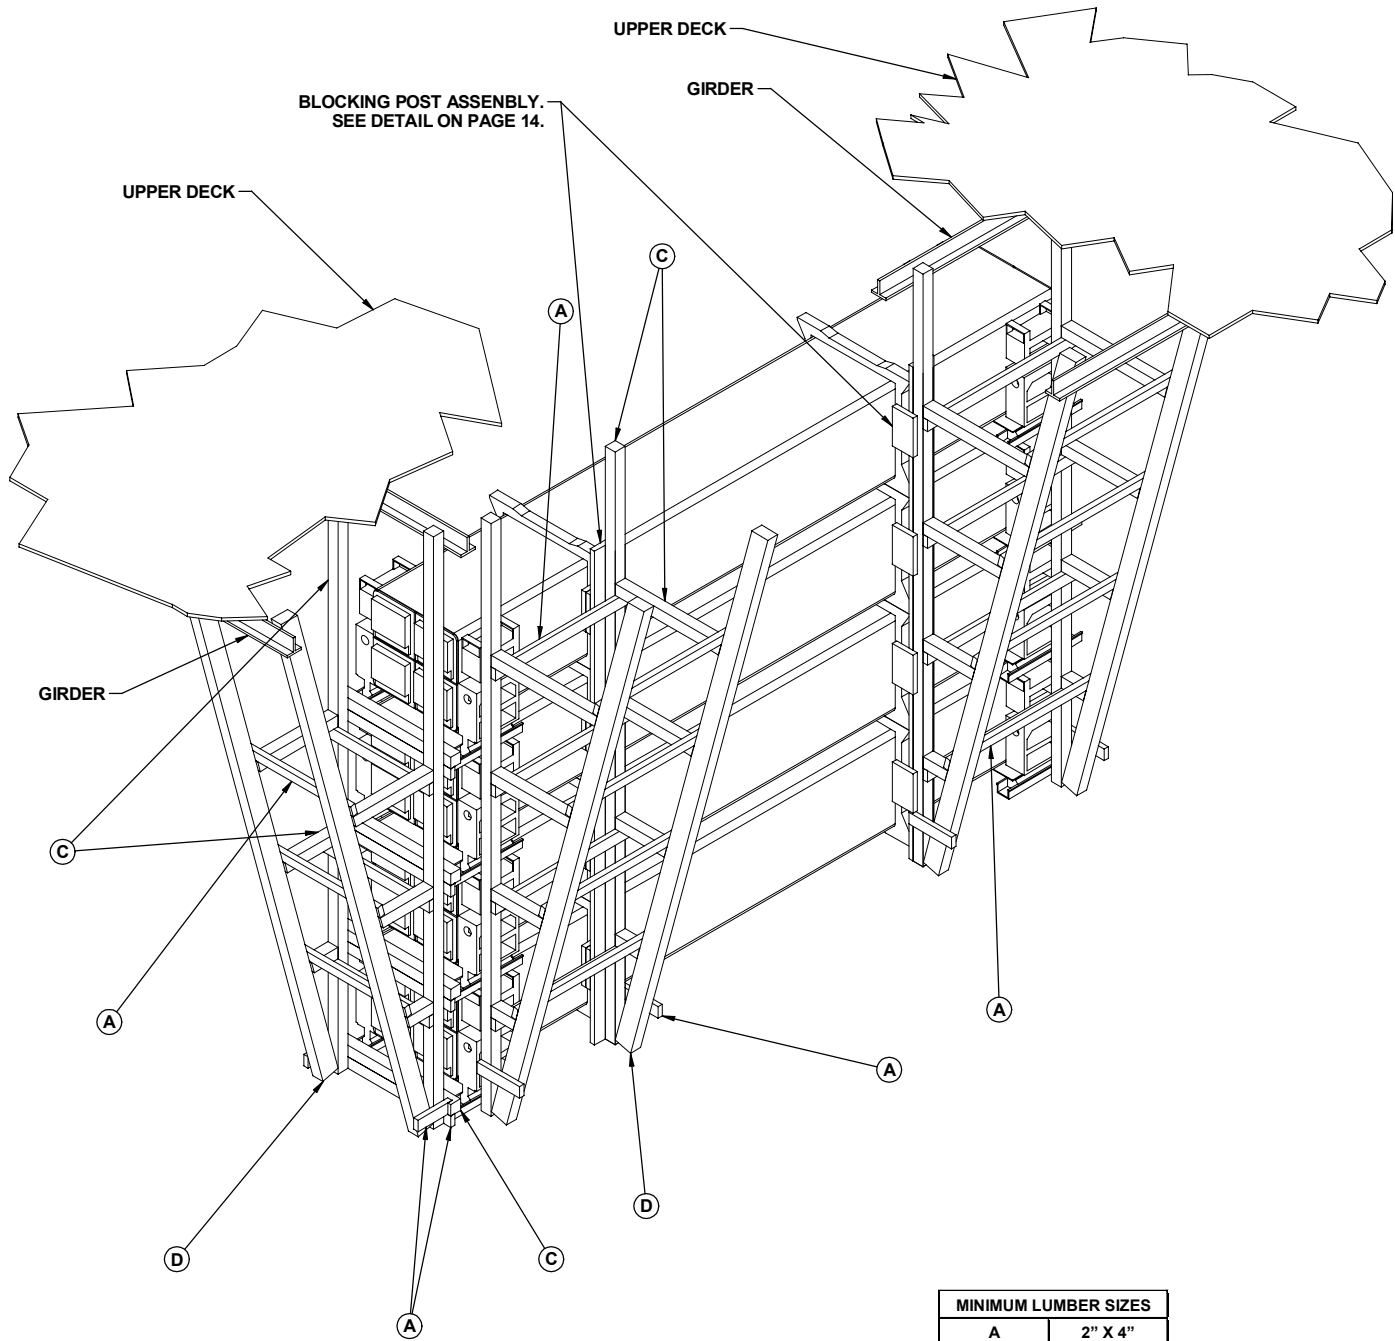 UPPER DECK
GIRDER
BLOCKING POST ASSENBLY.
SEE DETAIL ON PAGE 14.
UPPER DECK
C
A
GIRDER
C
A
A
A
D
D
C
A
MINIMUM LUMBER SIZES
A 2” X 4”